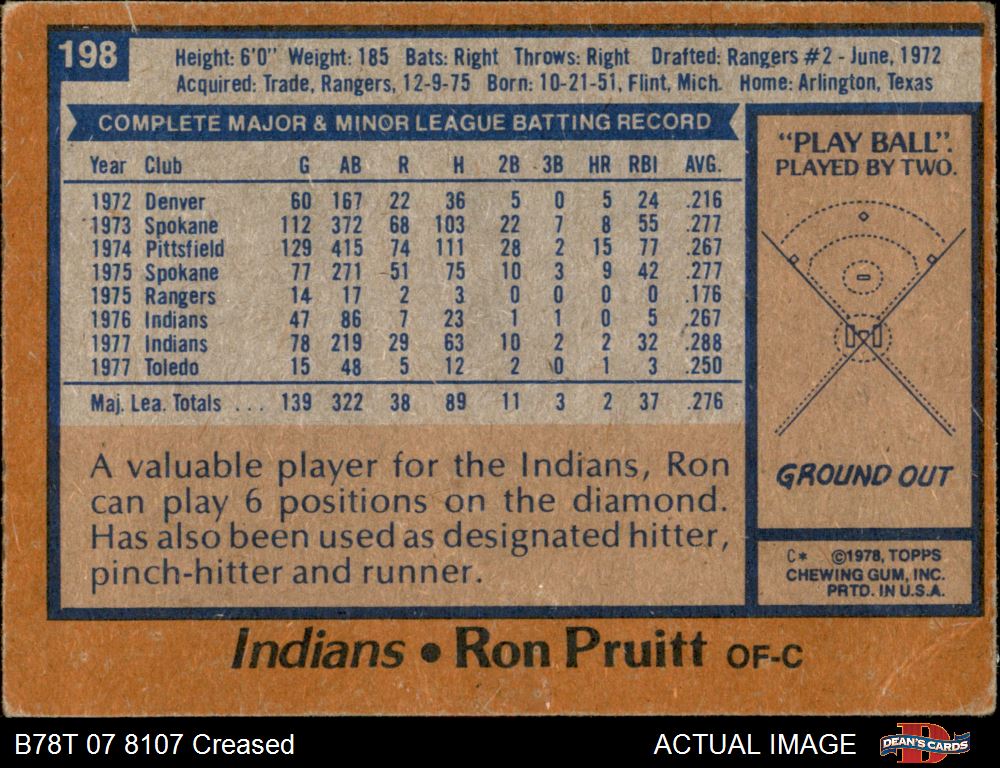 198
Height: 6'0" Weight: 185 Bats: Right Throws: Right Drafted: Rangers #2 - June, 1972
Acquired: Trade, Rangers, 12-9-75 Born: 10-21-51, Flint, Mich. Home: Arlington, Texas
COMPLETE MAJOR & MINOR LEAGUE BATTING RECORD
Year Club G AB R H 2B 3B HR RBI AVG.
1972 Denver 60 167 22 36 5 0 5 24 .216
1973 Spokane 112 372 68 103 22 7 8 55 .277
1974 Pittsfield 129 415 74 111 28 2 15 77 .267
1975 Spokane 77 271 51 75 10 3 9 42 .277
1975 Rangers 14 17 2 3 0 0 0 0 .176
1976 Indians 47 86 7 23 1 1 0 5 .267
1977 Indians 78 219 29 63 10 2 2 32 .288
1977 Toledo 15 48 5 12 2 0 1 3 .250
Maj. Lea. Totals ... 139 322 38 89 11 3 2 37 .276
A valuable player for the Indians, Ron
can play 6 positions on the diamond.
Has also been used as designated hitter,
pinch-hitter and runner.
"PLAY BALL".
PLAYED BY TWO.
GROUND OUT
C* ©1978, TOPPS
CHEWING GUM, INC.
PRTD. IN U.S.A.
Indians • Ron Pruitt OF-C
B78T 07 8107 Creased
ACTUAL IMAGE
DEAN'S CARDS